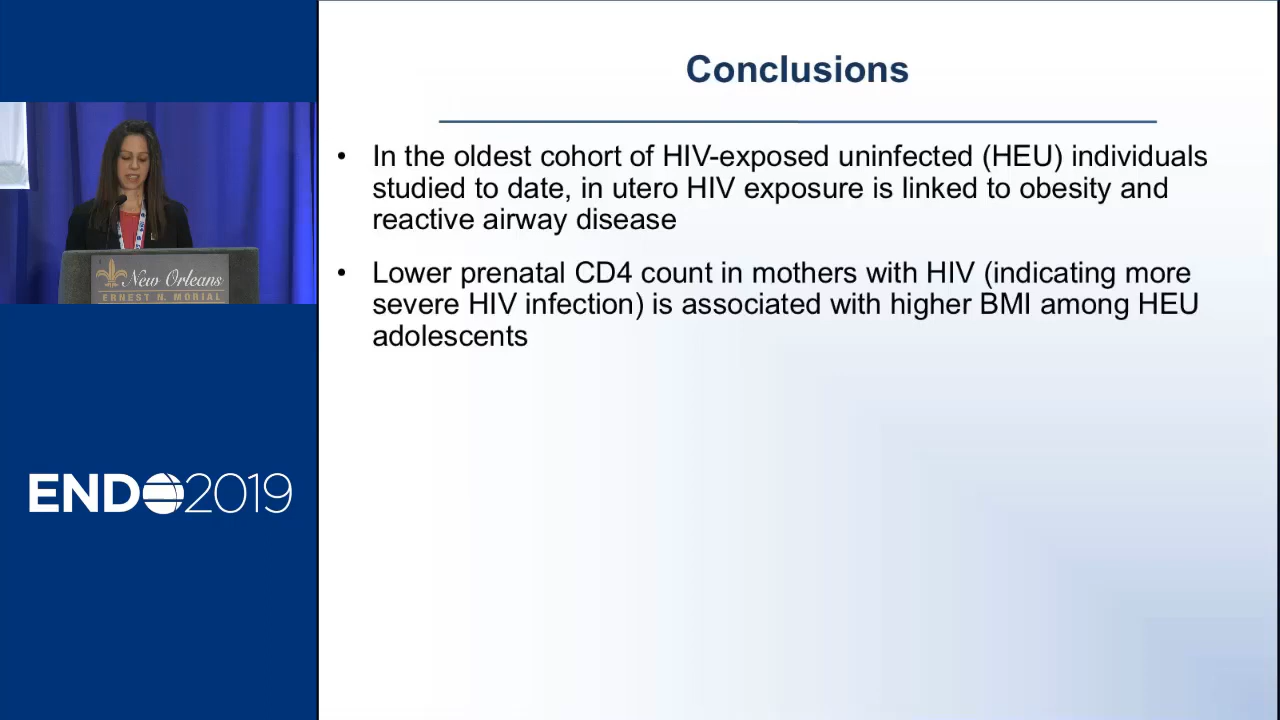 Conclusions
• In the oldest cohort of HIV-exposed uninfected (HEU) individuals
studied to date, in utero HIV exposure is linked to obesity and
reactive airway disease
• Lower prenatal CD4 count in mothers with HIV (indicating more
severe HIV infection) is associated with higher BMI among HEU
adolescents
New Orleans
ERNEST N. MORIAL
END 2019